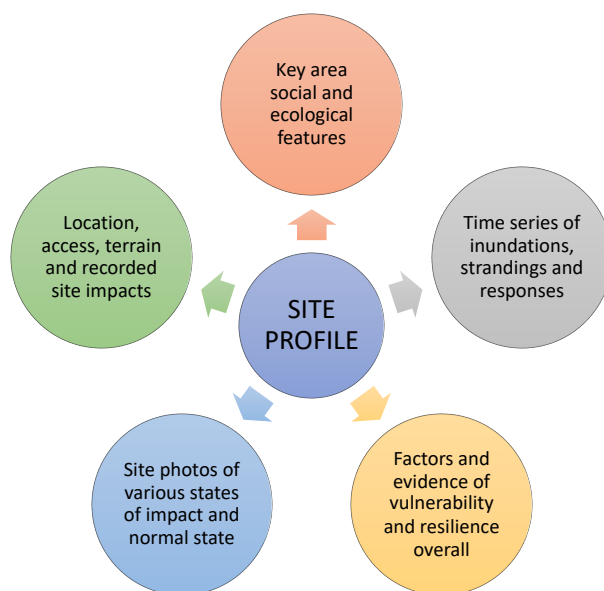 Key area
social and
ecological
features
Location,
access, terrain
and recorded
site impacts
Time series of
inundations,
strandings and
responses
SITE
PROFILE
Site photos of
various states
of impact and
normal state
Factors and
evidence of
vulnerability
and resilience
overall